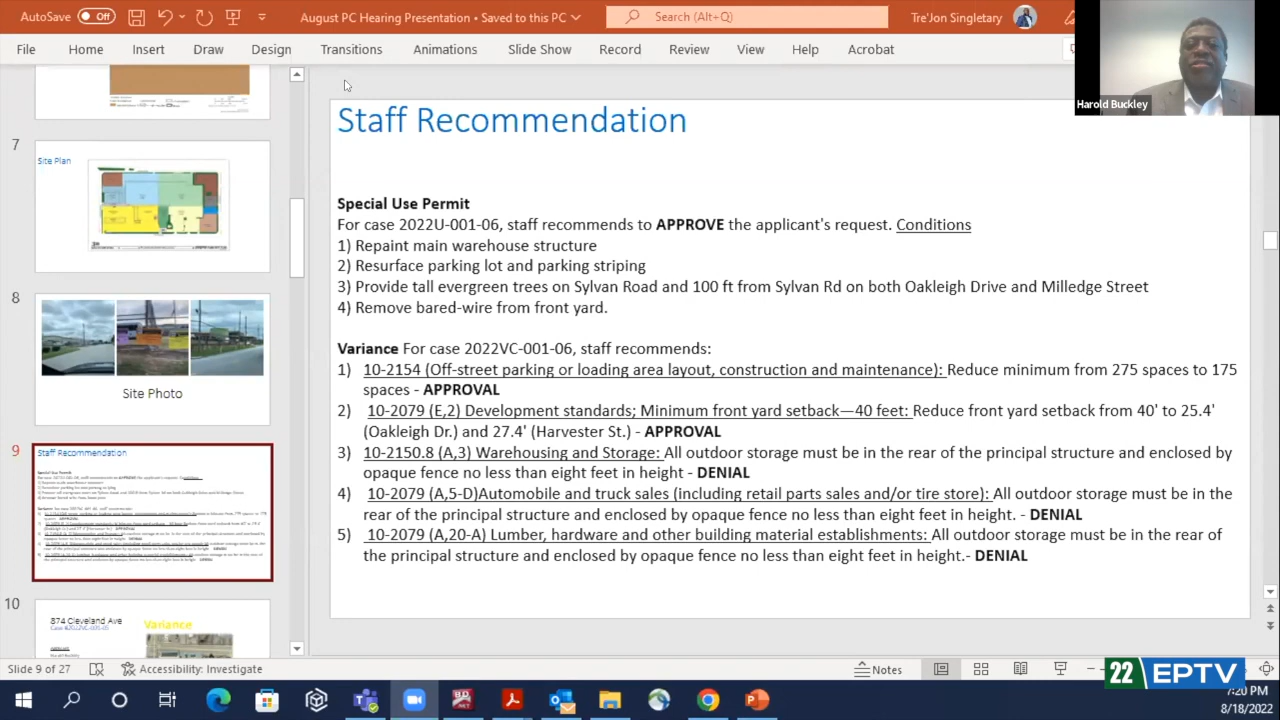 AutoSave Off
August PC Hearing Presentation • Saved to this PC
Search (Alt+Q)
Tre'Jon Singletary
File Home Insert Draw Design Transitions Animations Slide Show Record Review View Help Acrobat
Harold Buckley
7
Site Plan
8
Site Photo
9
Staff Recommendation
10
874 Cleveland Ave
Variance
Staff Recommendation
Special Use Permit
For case 2022U-001-06, staff recommends to APPROVE the applicant's request. Conditions
1) Repaint main warehouse structure
2) Resurface parking lot and parking striping
3) Provide tall evergreen trees on Sylvan Road and 100 ft from Sylvan Rd on both Oakleigh Drive and Milledge Street
4) Remove bared-wire from front yard.
Variance For case 2022VC-001-06, staff recommends:
1) 10-2154 (Off-street parking or loading area layout, construction and maintenance): Reduce minimum from 275 spaces to 175
spaces - APPROVAL
2) 10-2079 (E,2) Development standards; Minimum front yard setback—40 feet: Reduce front yard setback from 40' to 25.4'
(Oakleigh Dr.) and 27.4' (Harvester St.) - APPROVAL
3) 10-2150.8 (A,3) Warehousing and Storage: All outdoor storage must be in the rear of the principal structure and enclosed by
opaque fence no less than eight feet in height - DENIAL
4) 10-2079 (A,5-D)Automobile and truck sales (including retail parts sales and/or tire store): All outdoor storage must be in the
rear of the principal structure and enclosed by opaque fence no less than eight feet in height. - DENIAL
5) 10-2079 (A,20-A) Lumber, hardware and other building material establishments: All outdoor storage must be in the rear of
the principal structure and enclosed by opaque fence no less than eight feet in height.- DENIAL
Slide 9 of 27
Accessibility: Investigate
Notes
22 EPTV
7:20 PM
8/18/2022